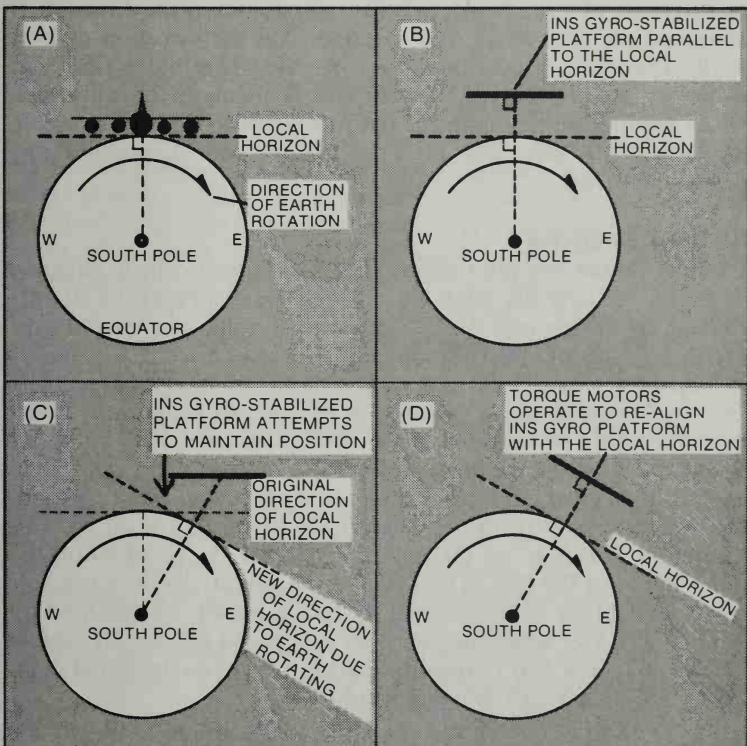 (A)
LOCAL
HORIZON
DIRECTION
OF EARTH
ROTATION
W
E
SOUTH POLE
EQUATOR
(B)
INS GYRO-STABILIZED
PLATFORM PARALLEL
TO THE LOCAL
HORIZON
LOCAL
HORIZON
W
E
SOUTH POLE
(C)
INS GYRO-STABILIZED
PLATFORM ATTEMPTS
TO MAINTAIN POSITION
ORIGINAL
DIRECTION
OF LOCAL
HORIZON
W
E
SOUTH POLE
NEW DIRECTION
OF LOCAL
HORIZON DUE
TO EARTH
ROTATING
(D)
TORQUE MOTORS
OPERATE TO RE-ALIGN
INS GYRO PLATFORM
WITH THE LOCAL HORIZON
LOCAL HORIZON
W
E
SOUTH POLE